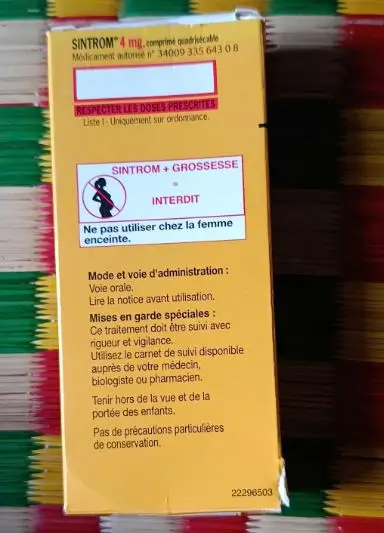 SINTROM® 4 mg, comprimé quadrisécable
Médicament autorisé n° 34009 335 643 0 8
RESPECTER LES DOSES PRESCRITES
Liste I - Uniquement sur ordonnance.
SINTROM + GROSSESSE
=
INTERDIT
Ne pas utiliser chez la femme
enceinte.
Mode et voie d'administration :
Voie orale.
Lire la notice avant utilisation.
Mises en garde spéciales :
Ce traitement doit être suivi avec
rigueur et vigilance.
Utilisez le carnet de suivi disponible
auprès de votre médecin,
biologiste ou pharmacien.
Tenir hors de la vue et de la
portée des enfants.
Pas de précautions particulières
de conservation.
22296503